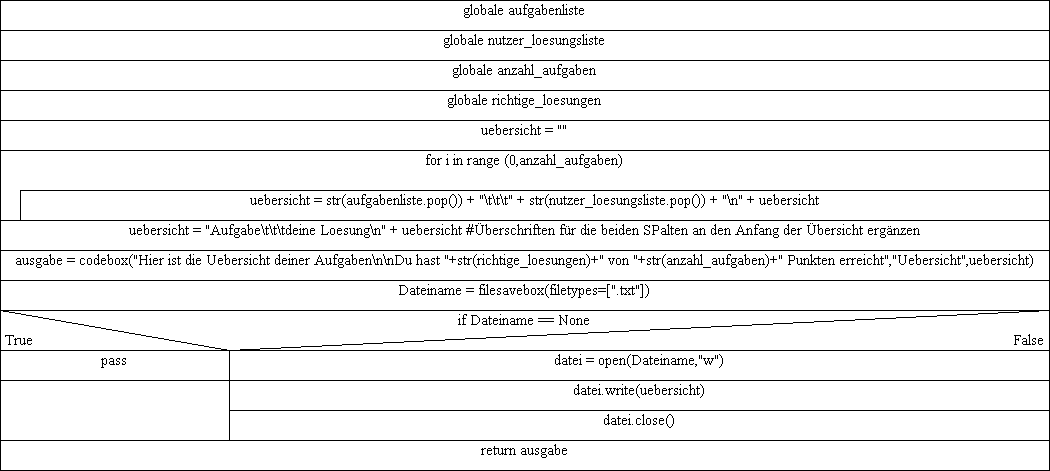 globale aufgabenliste
globale nutzer_loesungsliste
globale anzahl_aufgaben
globale richtige_loesungen
uebersicht = ""
for i in range (0,anzahl_aufgaben)
uebersicht = str(aufgabenliste.pop()) + "\t\t\t" + str(nutzer_loesungsliste.pop()) + "\n" + uebersicht
uebersicht = "Aufgabe\t\t\tdeine Loesung\n" + uebersicht #Überschriften für die beiden SPalten an den Anfang der Übersicht ergänzen
ausgabe = codebox("Hier ist die Uebersicht deiner Aufgaben\n\nDu hast "+str(richtige_loesungen)+" von "+str(anzahl_aufgaben)+" Punkten erreicht","Uebersicht",uebersicht)
Dateiname = filesavebox(filetypes=[".txt"])
if Dateiname == None
True
False
pass
datei = open(Dateiname,"w")
datei.write(uebersicht)
datei.close()
return ausgabe